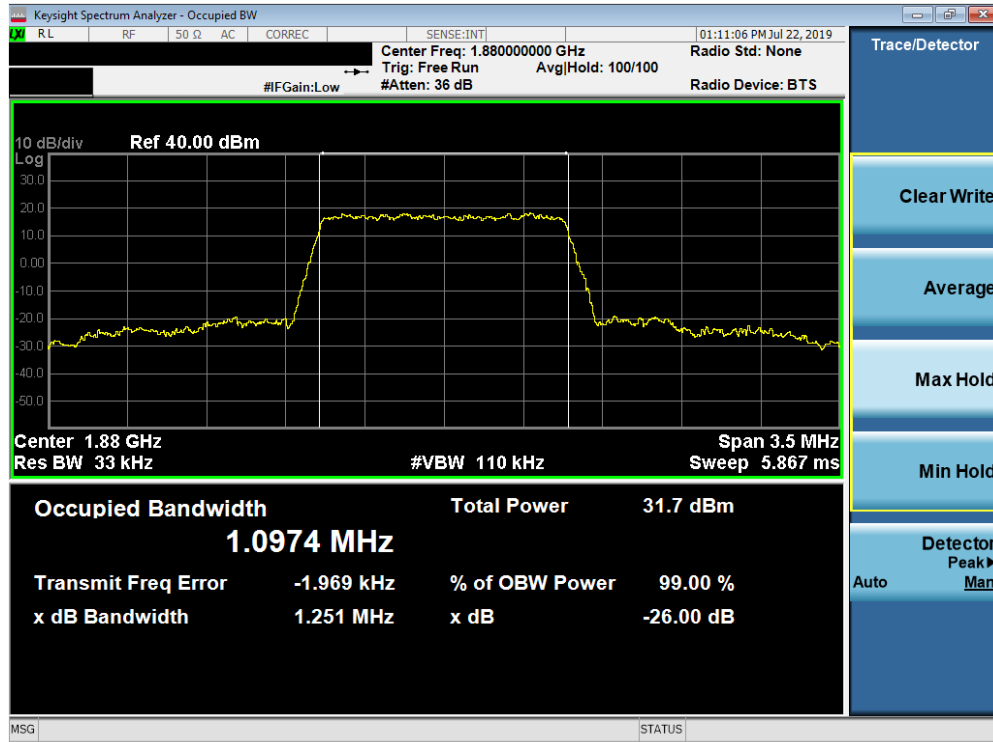 Keysight Spectrum Analyzer - Occupied BW
LXI RL RF 50 Ω AC CORREC SENSE:INT 01:11:06 PM Jul 22, 2019
Center Freq: 1.880000000 GHz Radio Std: None
Trig: Free Run Avg|Hold: 100/100
#IFGain:Low #Atten: 36 dB Radio Device: BTS
Trace/Detector
10 dB/div Ref 40.00 dBm
Log
30.0
20.0
10.0
0.00
-10.0
-20.0
-30.0
-40.0
-50.0
Center 1.88 GHz Span 3.5 MHz
Res BW 33 kHz #VBW 110 kHz Sweep 5.867 ms
Occupied Bandwidth Total Power 31.7 dBm
1.0974 MHz
Transmit Freq Error -1.969 kHz % of OBW Power 99.00 %
x dB Bandwidth 1.251 MHz x dB -26.00 dB
Clear Write
Average
Max Hold
Min Hold
Detector
Peak▶
Auto Man
MSG STATUS